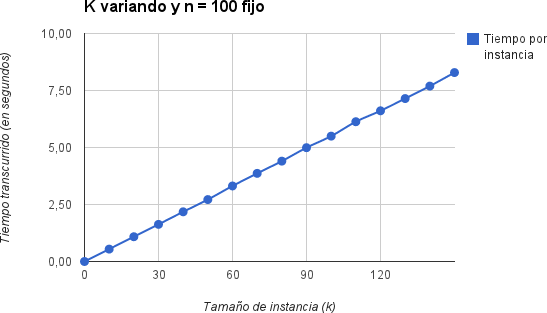 K variando y n = 100 fijo
10,00
7,50
5,00
2,50
0,00
0
30
60
90
120
Tiempo transcurrido (en segundos)
Tamaño de instancia (k)
Tiempo por
instancia